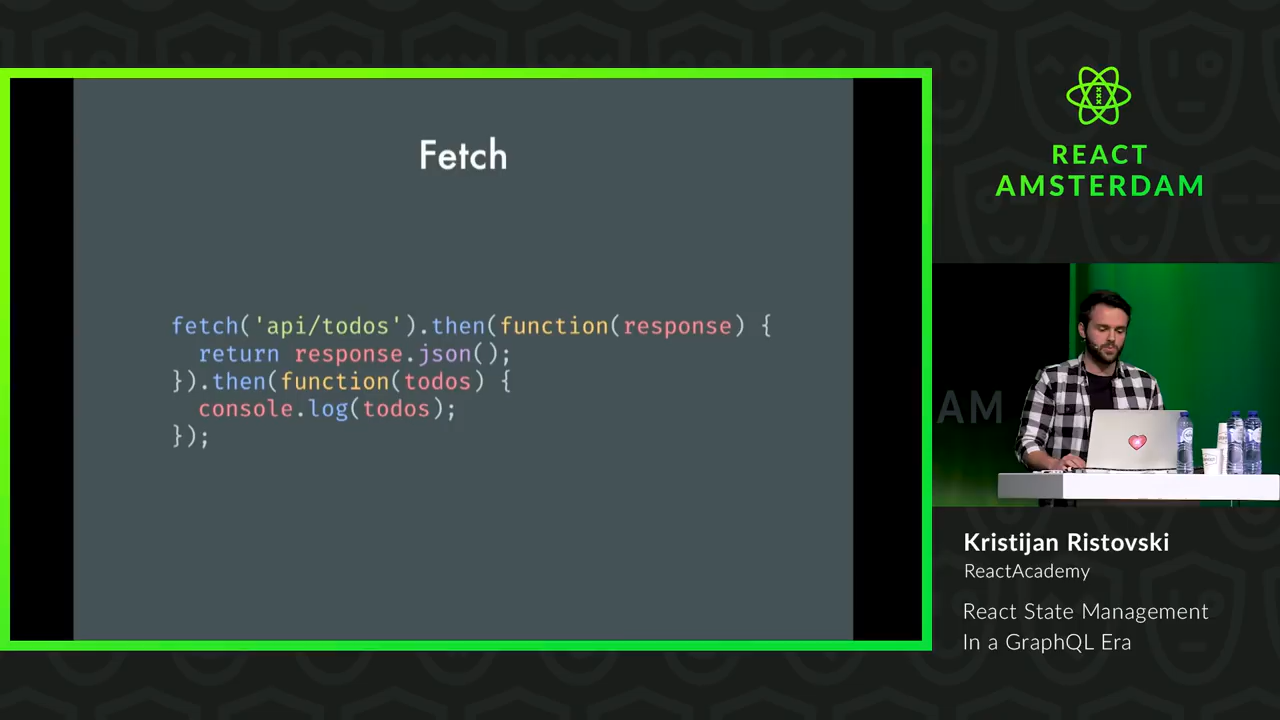 Fetch
fetch('api/todos').then(function(response) {
  return response.json();
}).then(function(todos) {
  console.log(todos);
});
REACT
AMSTERDAM
AM
Kristijan Ristovski
ReactAcademy
React State Management
In a GraphQL Era